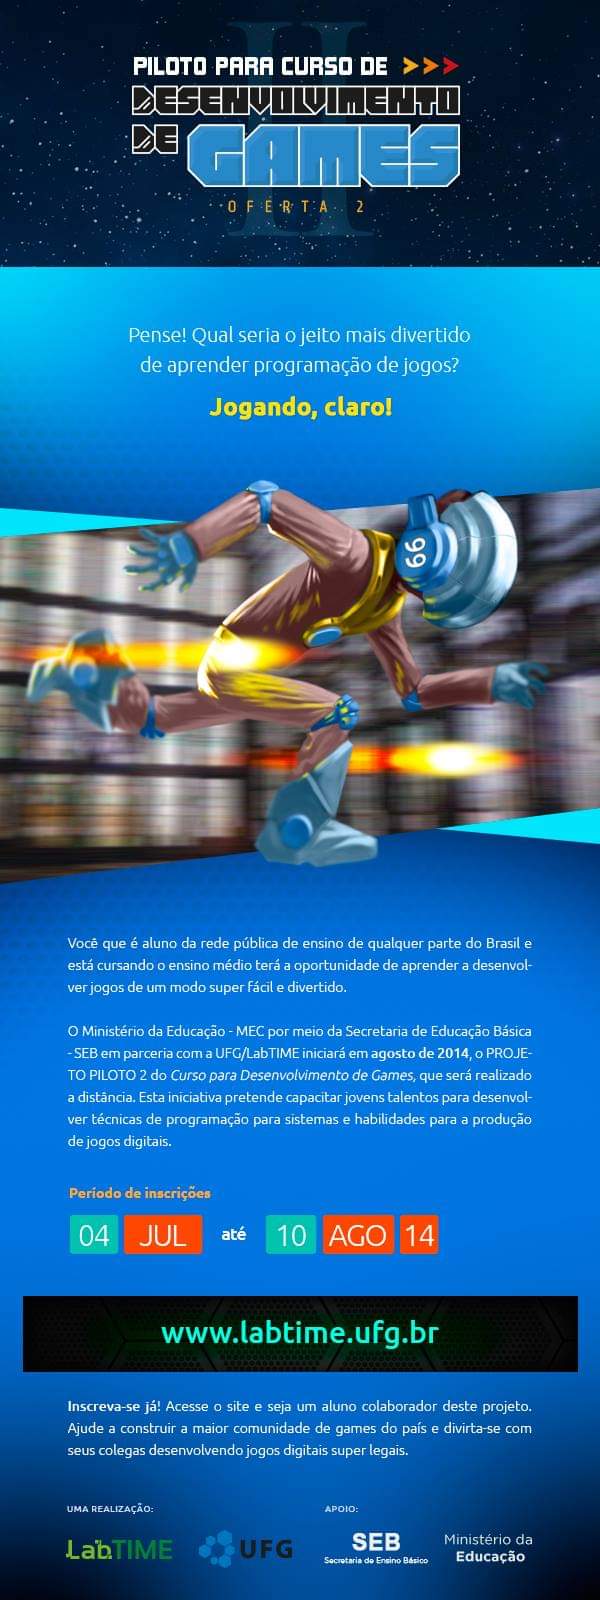 PILOTO PARA CURSO DE >>>
DESENVOLVIMENTO
DE GAMES
II
OFERTA 2
Pense! Qual seria o jeito mais divertido
de aprender programação de jogos?
Jogando, claro!
66
Você que é aluno da rede pública de ensino de qualquer parte do Brasil e
está cursando o ensino médio terá a oportunidade de aprender a desenvol-
ver jogos de um modo super fácil e divertido.
O Ministério da Educação - MEC por meio da Secretaria de Educação Básica
- SEB em parceria com a UFG/LabTIME iniciará em agosto de 2014, o PROJE-
TO PILOTO 2 do Curso para Desenvolvimento de Games, que será realizado
a distância. Esta iniciativa pretende capacitar jovens talentos para desenvol-
ver técnicas de programação para sistemas e habilidades para a produção
de jogos digitais.
Período de inscrições
04 JUL até 10 AGO 14
www.labtime.ufg.br
Inscreva-se já! Acesse o site e seja um aluno colaborador deste projeto.
Ajude a construir a maior comunidade de games do país e divirta-se com
seus colegas desenvolvendo jogos digitais super legais.
UMA REALIZAÇÃO:
LabTIME
UFG
APOIO:
SEB
Secretaria de Ensino Básico
Ministério da
Educação